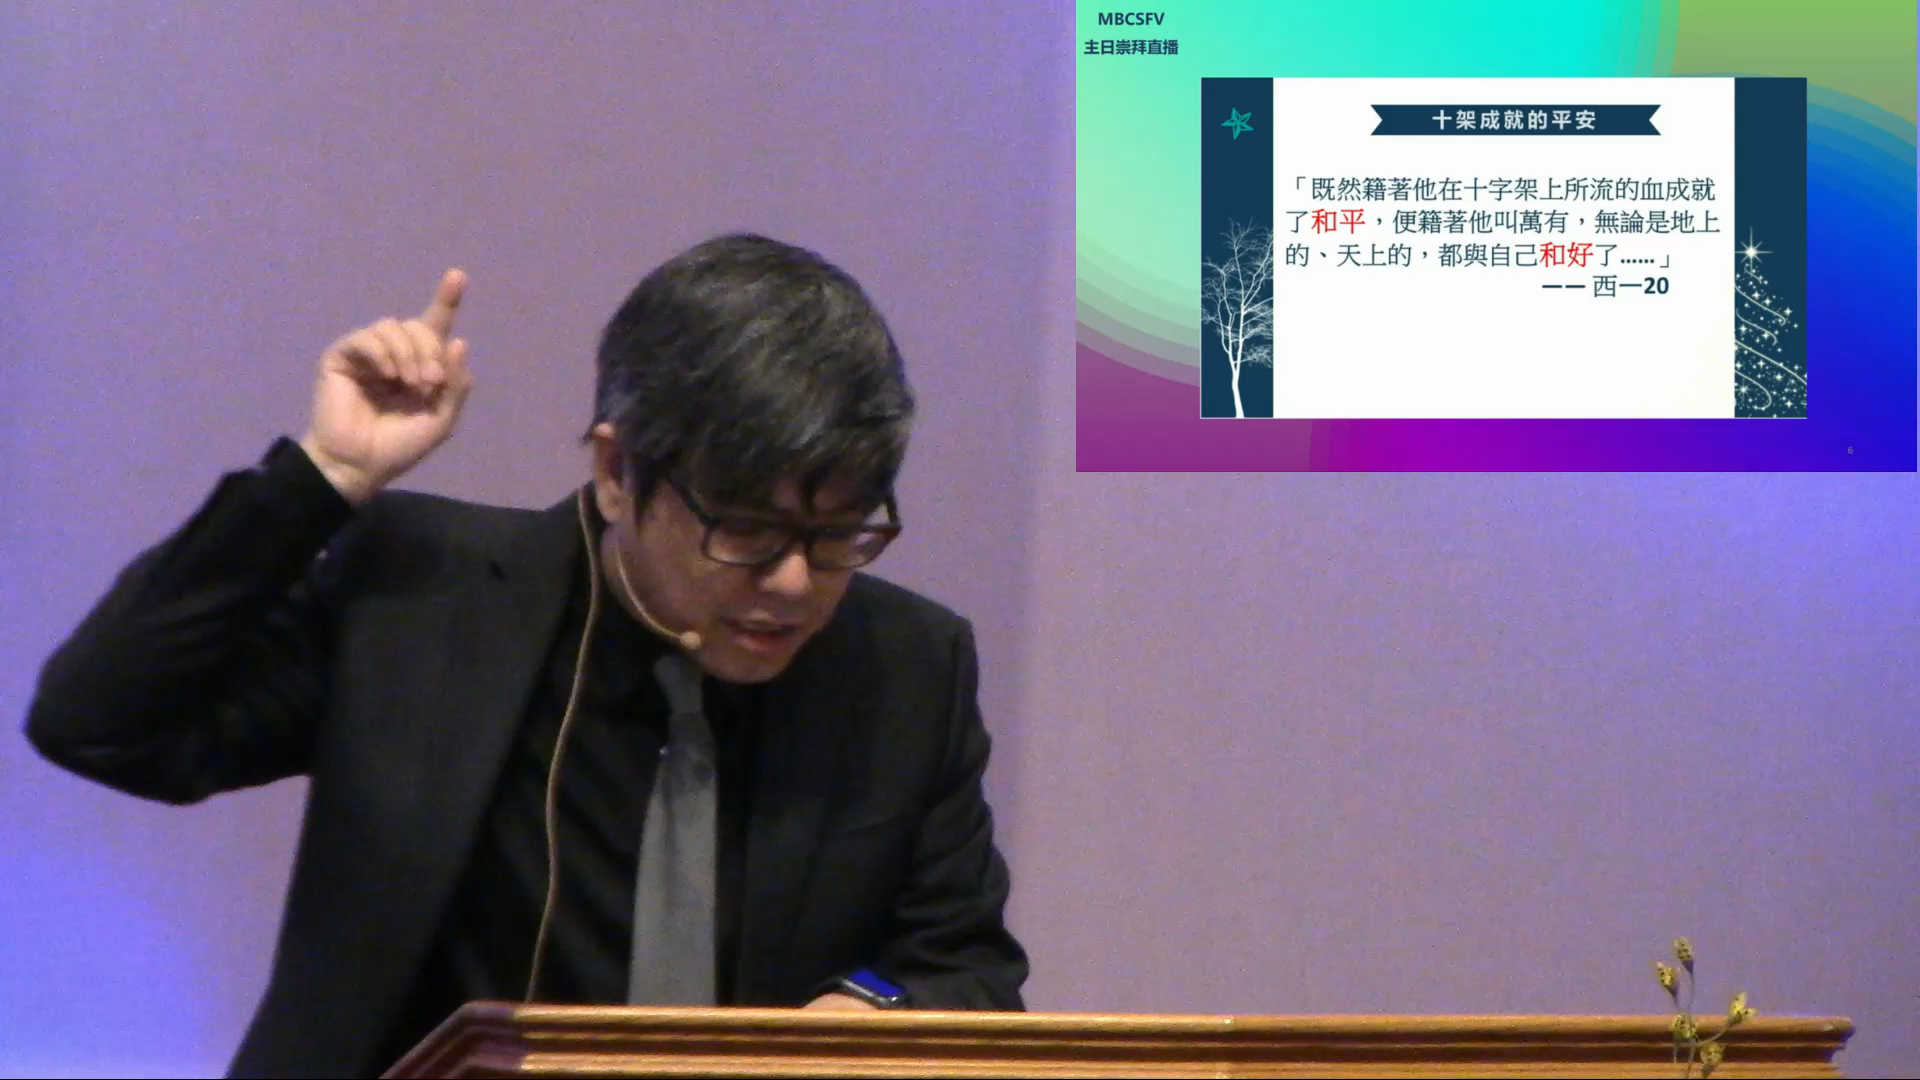 MBCSFV
主日崇拜直播
十架成就的平安
「既然籍著他在十字架上所流的血成就
了和平，便籍著他叫萬有，無論是地上
的、天上的，都與自己和好了……」
—— 西一20
6